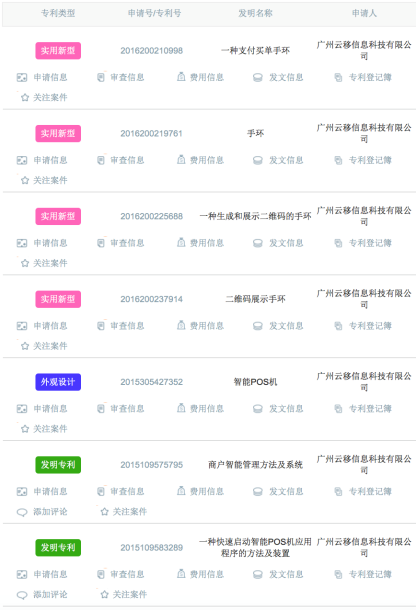 专利类型 申请号/专利号 发明名称 申请人
实用新型 2016200210998 一种支付买单手环 广州云移信息科技有限公
司
申请信息 审查信息 费用信息 发文信息 专利登记簿
关注案件
实用新型 2016200219761 手环 广州云移信息科技有限公
司
申请信息 审查信息 费用信息 发文信息 专利登记簿
关注案件
实用新型 2016200225688 一种生成和展示二维码的手环 广州云移信息科技有限公
司
申请信息 审查信息 费用信息 发文信息 专利登记簿
关注案件
实用新型 2016200237914 二维码展示手环 广州云移信息科技有限公
司
申请信息 审查信息 费用信息 发文信息 专利登记簿
关注案件
外观设计 2015305427352 智能POS机 广州云移信息科技有限公
司
申请信息 审查信息 费用信息 发文信息 专利登记簿
关注案件
发明专利 2015109575795 商户智能管理方法及系统 广州云移信息科技有限公
司
申请信息 审查信息 费用信息 发文信息 专利登记簿
添加评论 关注案件
发明专利 2015109583289 一种快速启动智能POS机应用 广州云移信息科技有限公
程序的方法及装置 司
申请信息 审查信息 费用信息 发文信息 专利登记簿
添加评论 关注案件